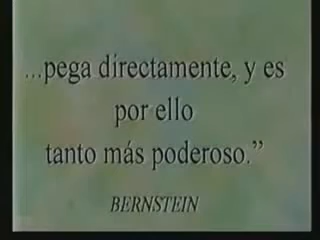 ...pega directamente, y es
por ello
tanto más poderoso.”
BERNSTEIN